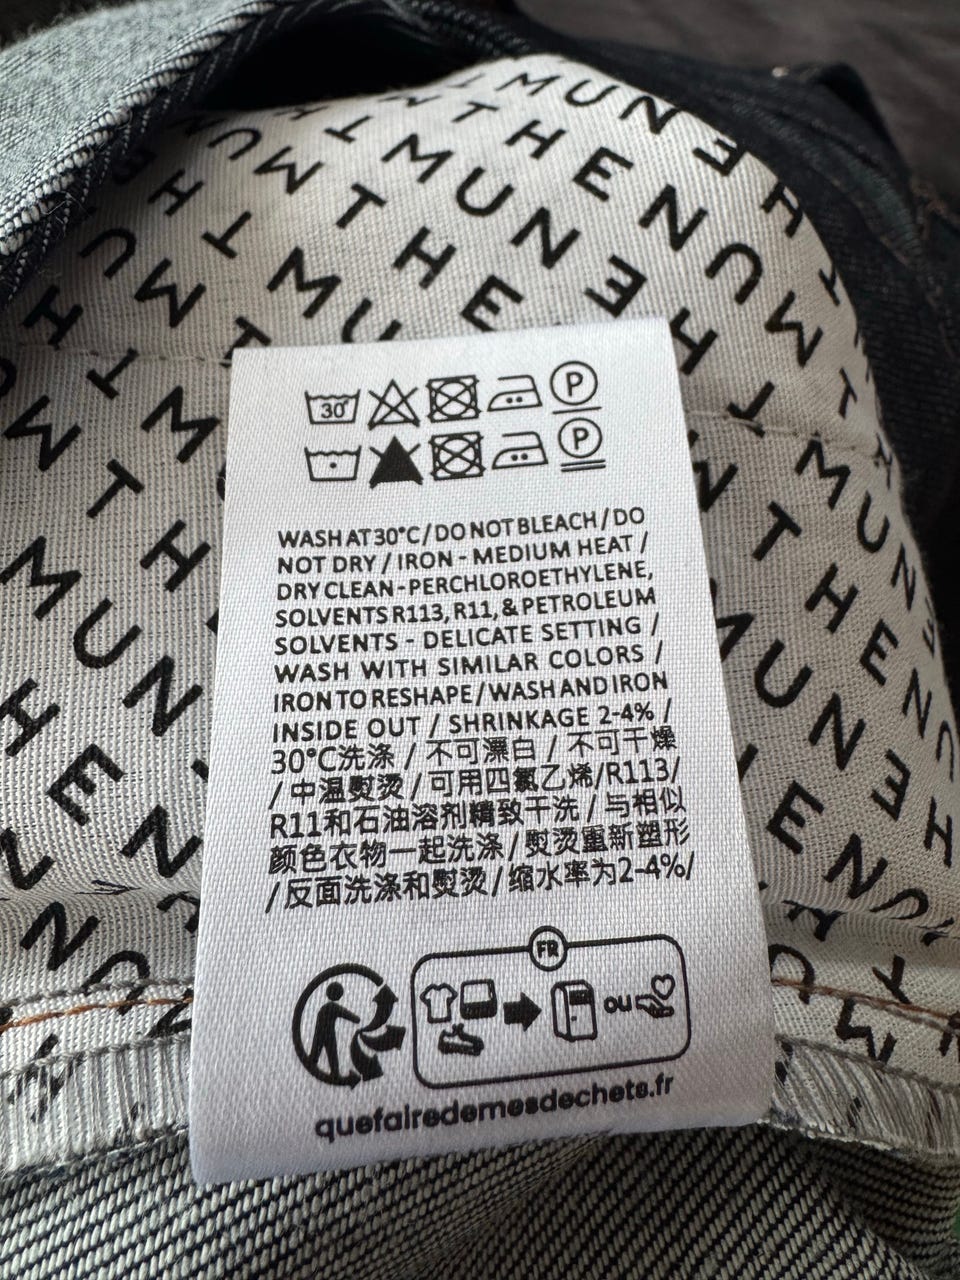 30°
P
P
WASH AT 30°C / DO NOT BLEACH / DO
NOT DRY / IRON - MEDIUM HEAT /
DRY CLEAN - PERCHLOROETHYLENE,
SOLVENTS R113, R11, & PETROLEUM
SOLVENTS - DELICATE SETTING /
WASH WITH SIMILAR COLORS /
IRON TO RESHAPE / WASH AND IRON
INSIDE OUT / SHRINKAGE 2-4% /
30°C洗涤 / 不可漂白 / 不可干燥
/ 中温熨烫 / 可用四氯乙烯/R113/
R11和石油溶剂精致干洗 / 与相似
颜色衣物一起洗涤 / 熨烫重新塑形
/ 反面洗涤和熨烫 / 缩水率为2-4%/
FR
ou
quefairedemesdechets.fr